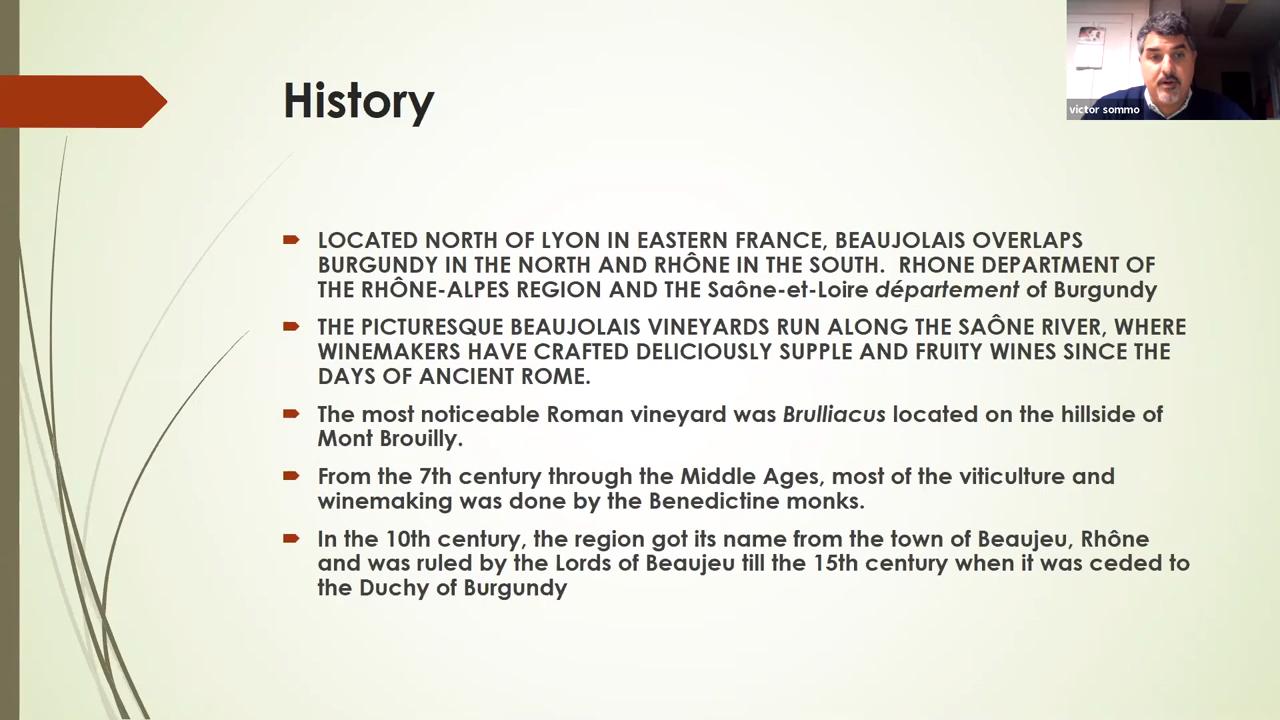 History
victor sommo
LOCATED NORTH OF LYON IN EASTERN FRANCE, BEAUJOLAIS OVERLAPS
BURGUNDY IN THE NORTH AND RHÔNE IN THE SOUTH.  RHONE DEPARTMENT OF
THE RHÔNE-ALPES REGION AND THE Saône-et-Loire département of Burgundy
THE PICTURESQUE BEAUJOLAIS VINEYARDS RUN ALONG THE SAÔNE RIVER, WHERE
WINEMAKERS HAVE CRAFTED DELICIOUSLY SUPPLE AND FRUITY WINES SINCE THE
DAYS OF ANCIENT ROME.
The most noticeable Roman vineyard was Brulliacus located on the hillside of
Mont Brouilly.
From the 7th century through the Middle Ages, most of the viticulture and
winemaking was done by the Benedictine monks.
In the 10th century, the region got its name from the town of Beaujeu, Rhône
and was ruled by the Lords of Beaujeu till the 15th century when it was ceded to
the Duchy of Burgundy